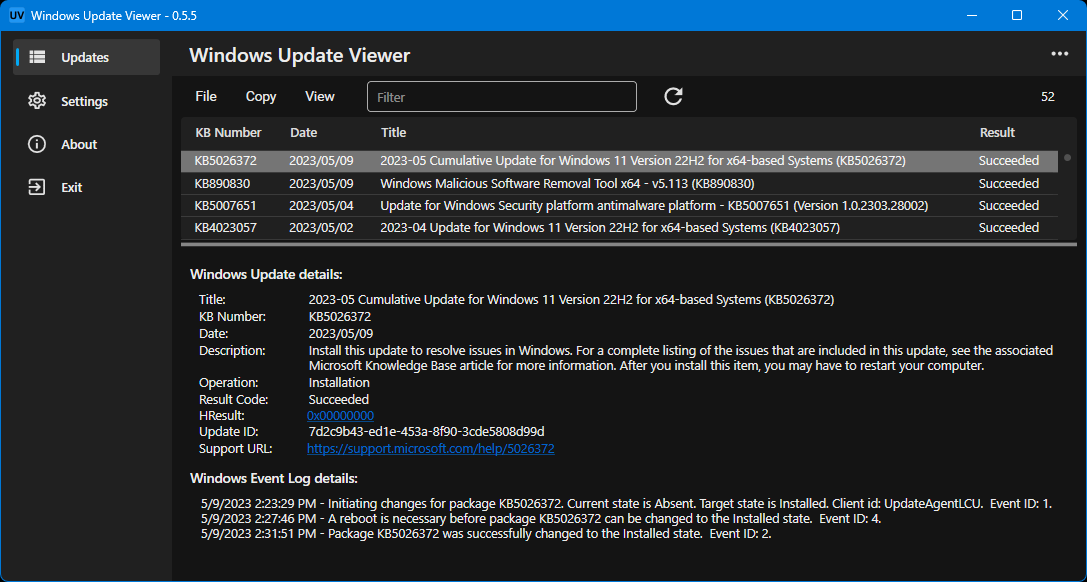 UV Windows Update Viewer - 0.5.5
Updates
Settings
About
Exit
Windows Update Viewer
File Copy View Filter 52
KB Number Date Title Result
KB5026372 2023/05/09 2023-05 Cumulative Update for Windows 11 Version 22H2 for x64-based Systems (KB5026372) Succeeded
KB890830 2023/05/09 Windows Malicious Software Removal Tool x64 - v5.113 (KB890830) Succeeded
KB5007651 2023/05/04 Update for Windows Security platform antimalware platform - KB5007651 (Version 1.0.2303.28002) Succeeded
KB4023057 2023/05/02 2023-04 Update for Windows 11 Version 22H2 for x64-based Systems (KB4023057) Succeeded
Windows Update details:
Title: 2023-05 Cumulative Update for Windows 11 Version 22H2 for x64-based Systems (KB5026372)
KB Number: KB5026372
Date: 2023/05/09
Description: Install this update to resolve issues in Windows. For a complete listing of the issues that are included in this update, see the associated
Microsoft Knowledge Base article for more information. After you install this item, you may have to restart your computer.
Operation: Installation
Result Code: Succeeded
HResult: 0x00000000
Update ID: 7d2c9b43-ed1e-453a-8f90-3cde5808d99d
Support URL: https://support.microsoft.com/help/5026372
Windows Event Log details:
5/9/2023 2:23:29 PM - Initiating changes for package KB5026372. Current state is Absent. Target state is Installed. Client id: UpdateAgentLCU. Event ID: 1.
5/9/2023 2:27:46 PM - A reboot is necessary before package KB5026372 can be changed to the Installed state. Event ID: 4.
5/9/2023 2:31:51 PM - Package KB5026372 was successfully changed to the Installed state. Event ID: 2.